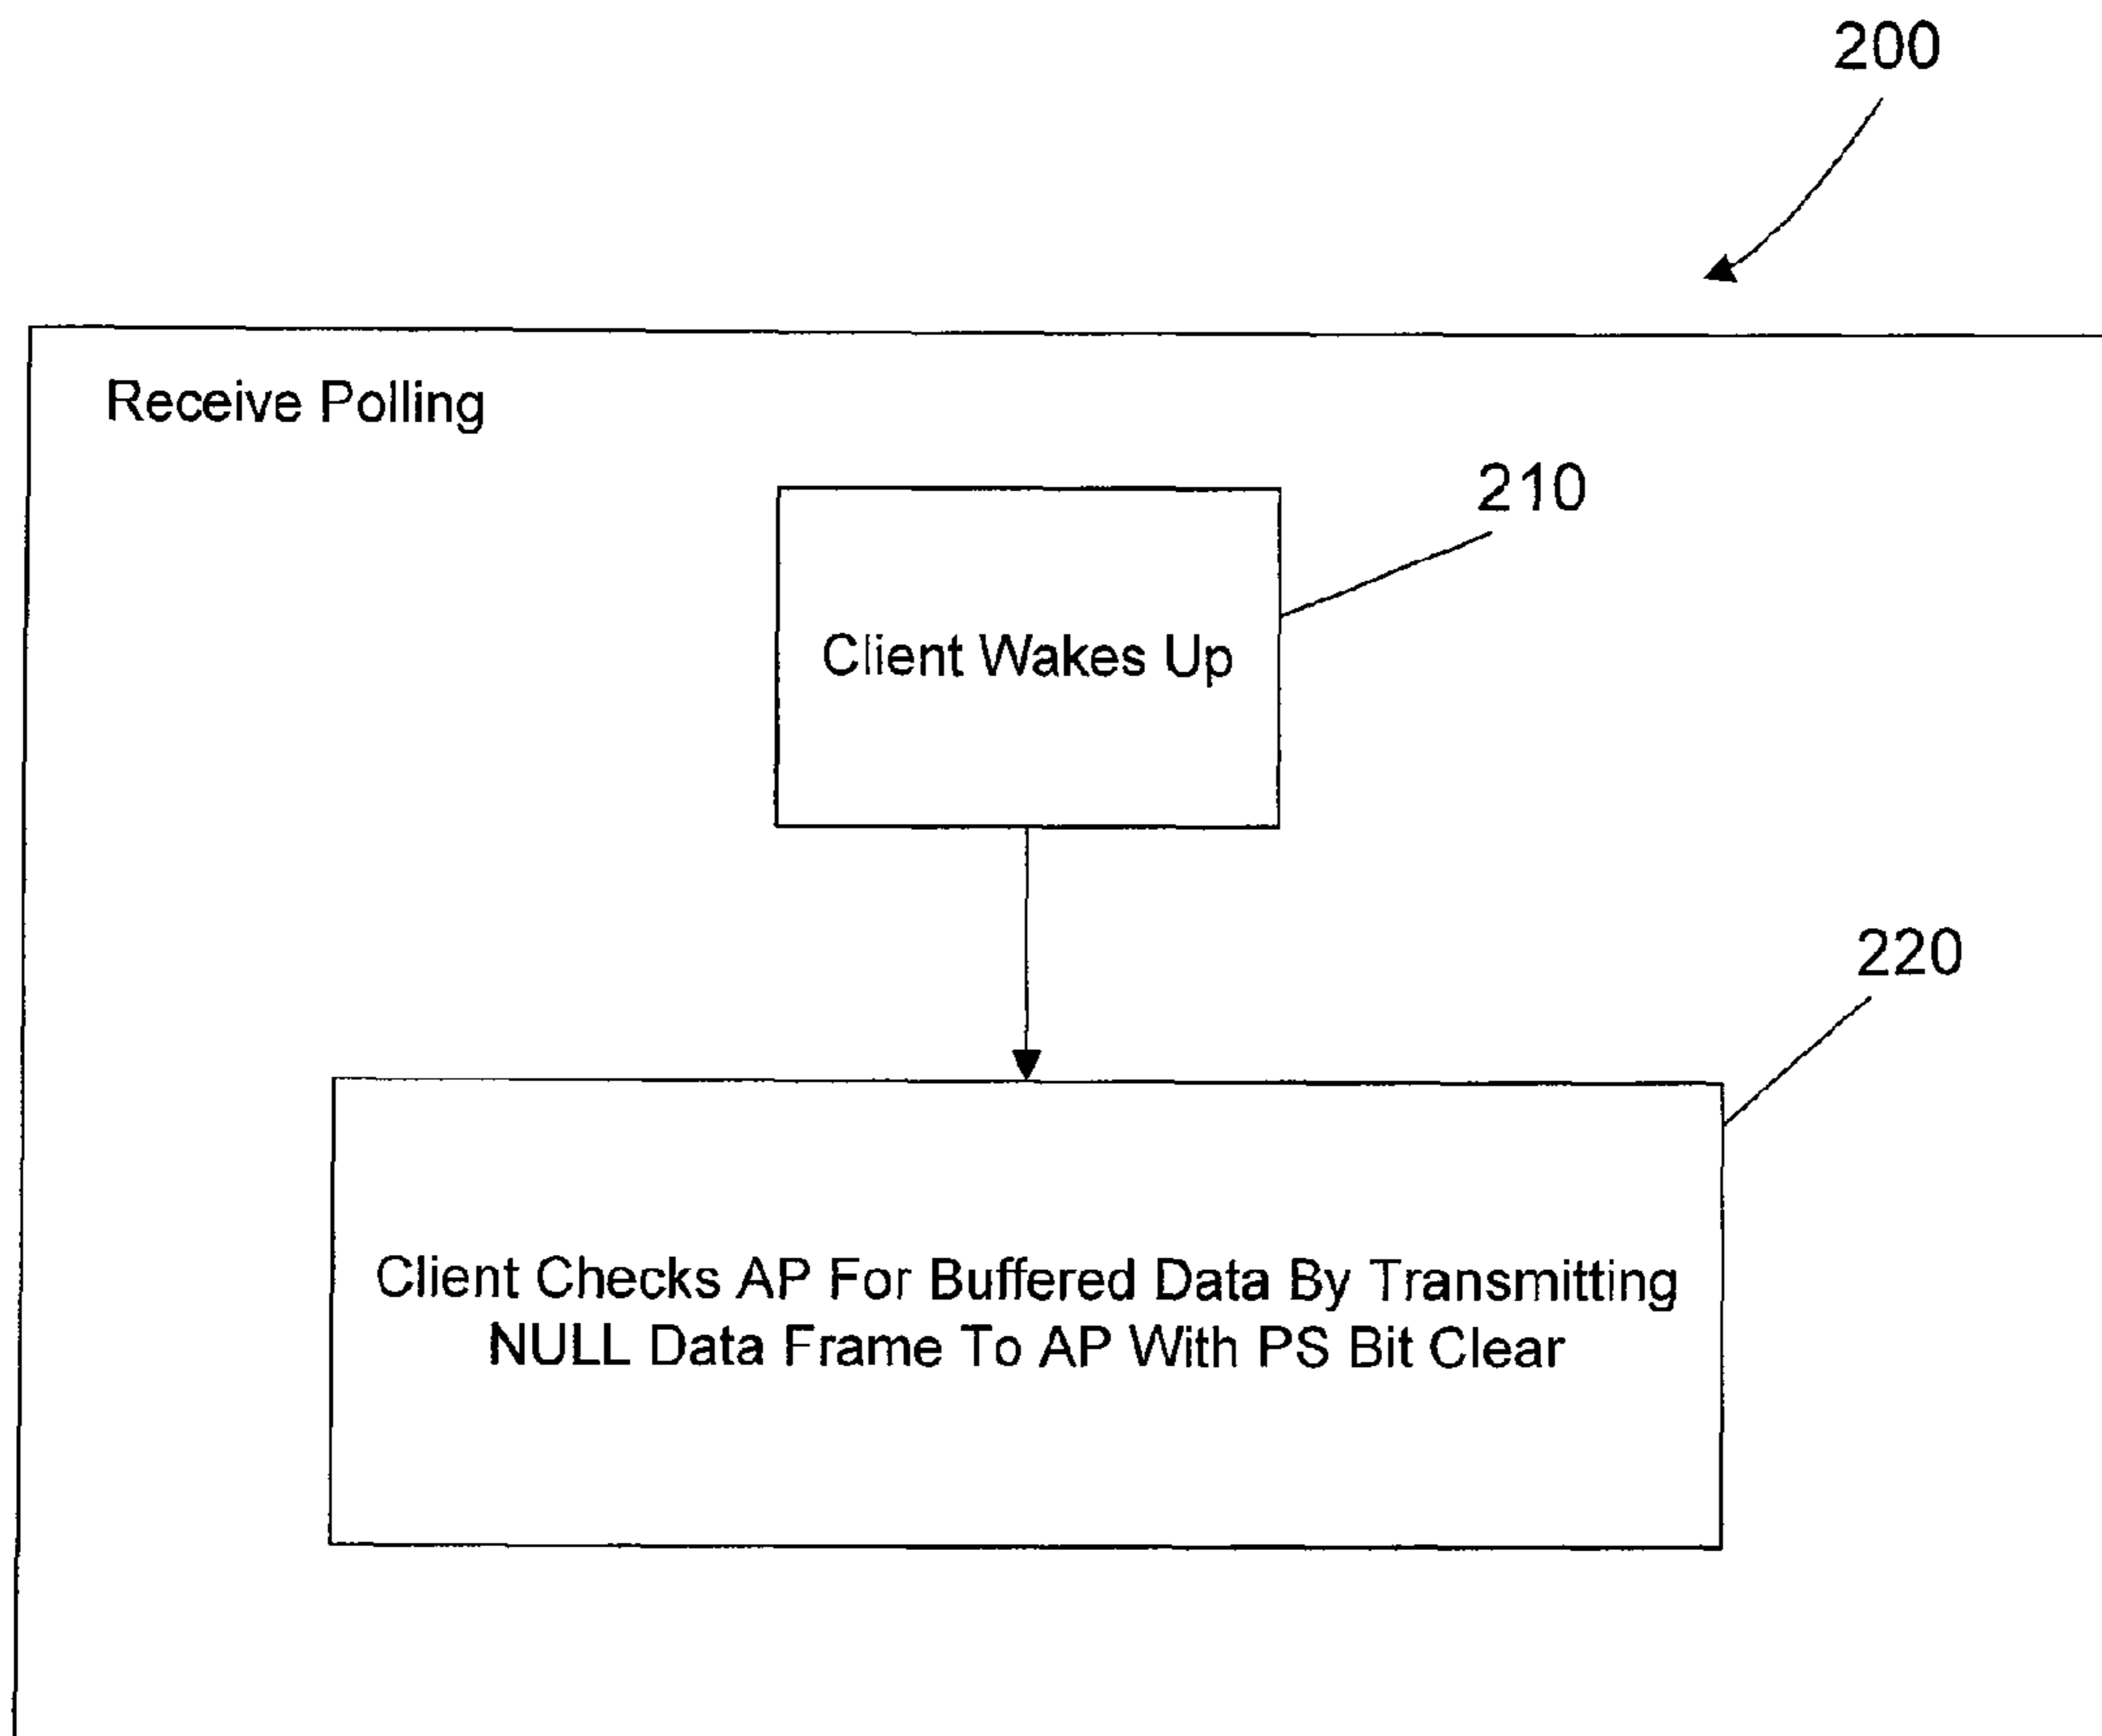 200
Receive Polling
210
Client Wakes Up
220
Client Checks AP For Buffered Data By Transmitting
NULL Data Frame To AP With PS Bit Clear